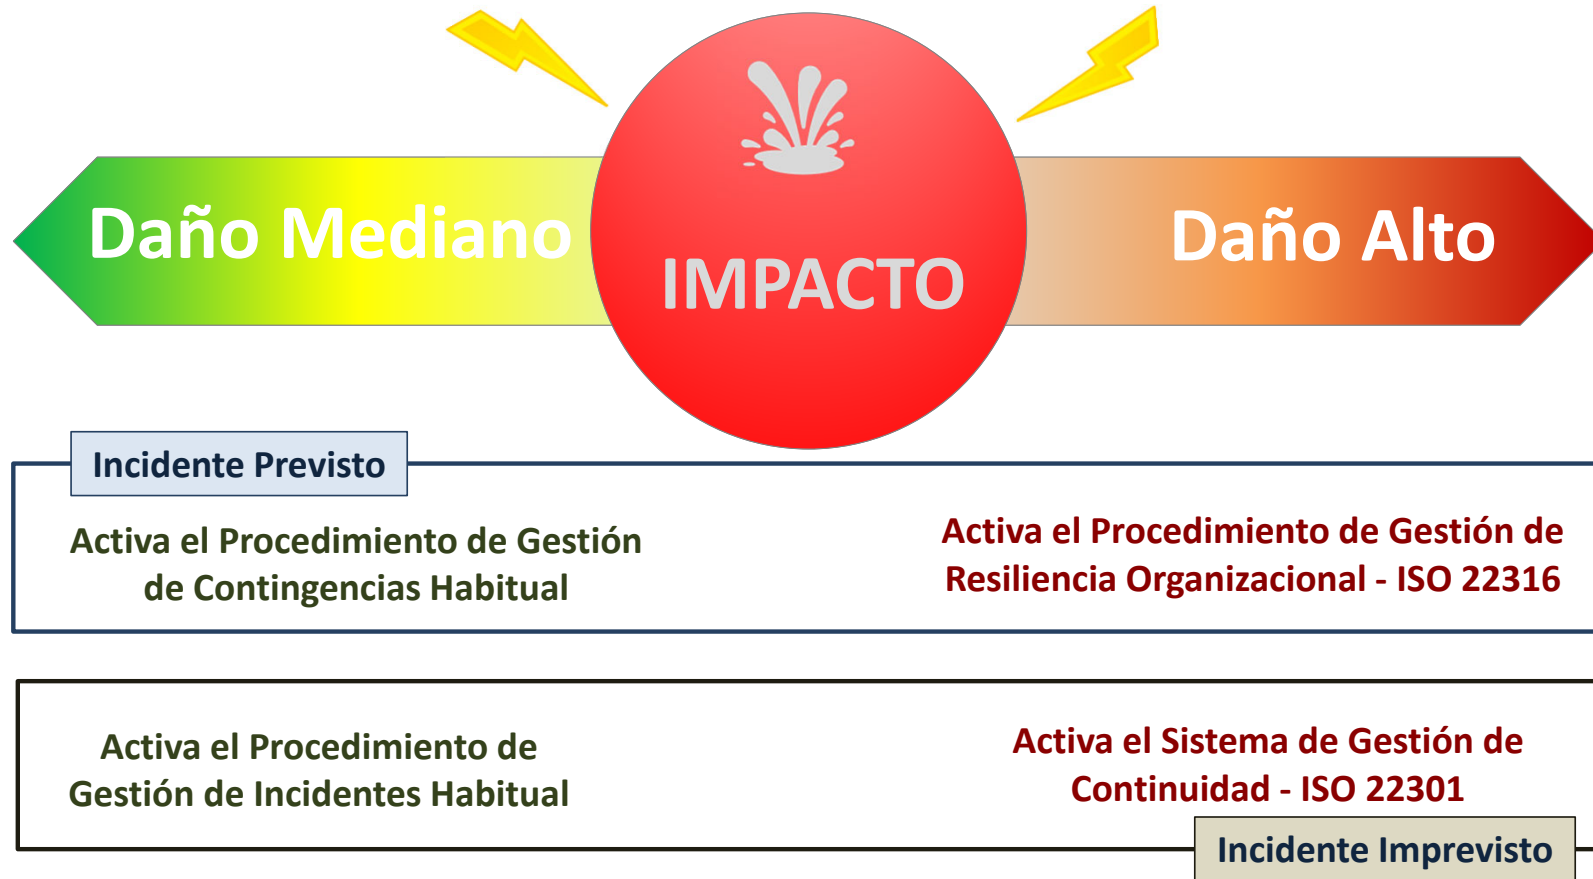 Daño Mediano
IMPACTO
Daño Alto
Incidente Previsto
Activa el Procedimiento de Gestión
de Contingencias Habitual
Activa el Procedimiento de Gestión de
Resiliencia Organizacional - ISO 22316
Activa el Procedimiento de
Gestión de Incidentes Habitual
Activa el Sistema de Gestión de
Continuidad - ISO 22301
Incidente Imprevisto